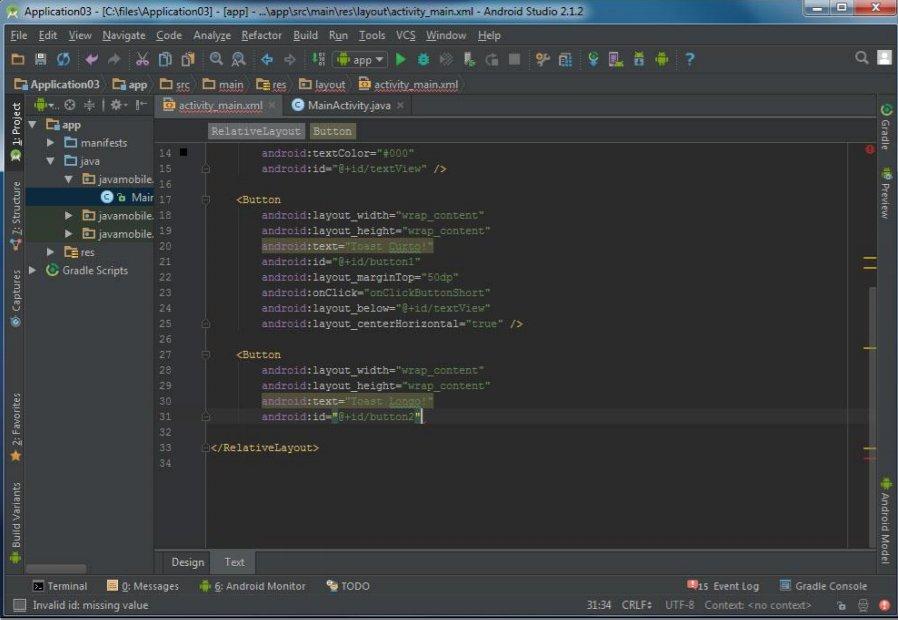 Application03 - [C:\files\Application03] - [app] - ...\app\src\main\res\layout\activity_main.xml - Android Studio 2.1.2
File Edit View Navigate Code Analyze Refactor Build Run Tools VCS Window Help
app
Application03 app src main res layout activity_main.xml
activity_main.xml MainActivity.java
RelativeLayout Button
1: Project
7: Structure
Captures
2: Favorites
Build Variants
app
manifests
java
javamobile.
Mair
javamobile.
javamobile.
res
Gradle Scripts
14 android:textColor="#000"
15 android:id="@+id/textView" />
16
17 <Button
18 android:layout_width="wrap_content"
19 android:layout_height="wrap_content"
20 android:text="Toast Curto!"
21 android:id="@+id/button1"
22 android:layout_marginTop="50dp"
23 android:onClick="onClickButtonShort"
24 android:layout_below="@+id/textView"
25 android:layout_centerHorizontal="true" />
26
27 <Button
28 android:layout_width="wrap_content"
29 android:layout_height="wrap_content"
30 android:text="Toast Longo!"
31 android:id="@+id/button2"
32
33 </RelativeLayout>
34
Gradle
Preview
Android Model
Design Text
Terminal 0: Messages 6: Android Monitor TODO 15 Event Log Gradle Console
Invalid id: missing value 31:34 CRLF UTF-8 Context: <no context>